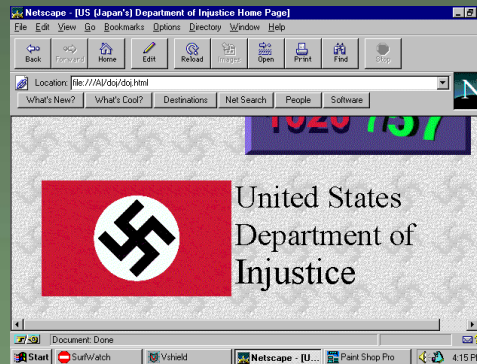 Netscape - [US (Japan's) Department of Injustice Home Page]
File Edit View Go Bookmarks Options Directory Window Help
Back Forward Home Edit Reload Images Open Print Find Stop
Location: file:///A|/doj/doj.html
N
What's New? What's Cool? Destinations Net Search People Software
United States
Department of
Injustice
Document: Done
Start SurfWatch Vshield Netscape - [U... Paint Shop Pro 4:15 P